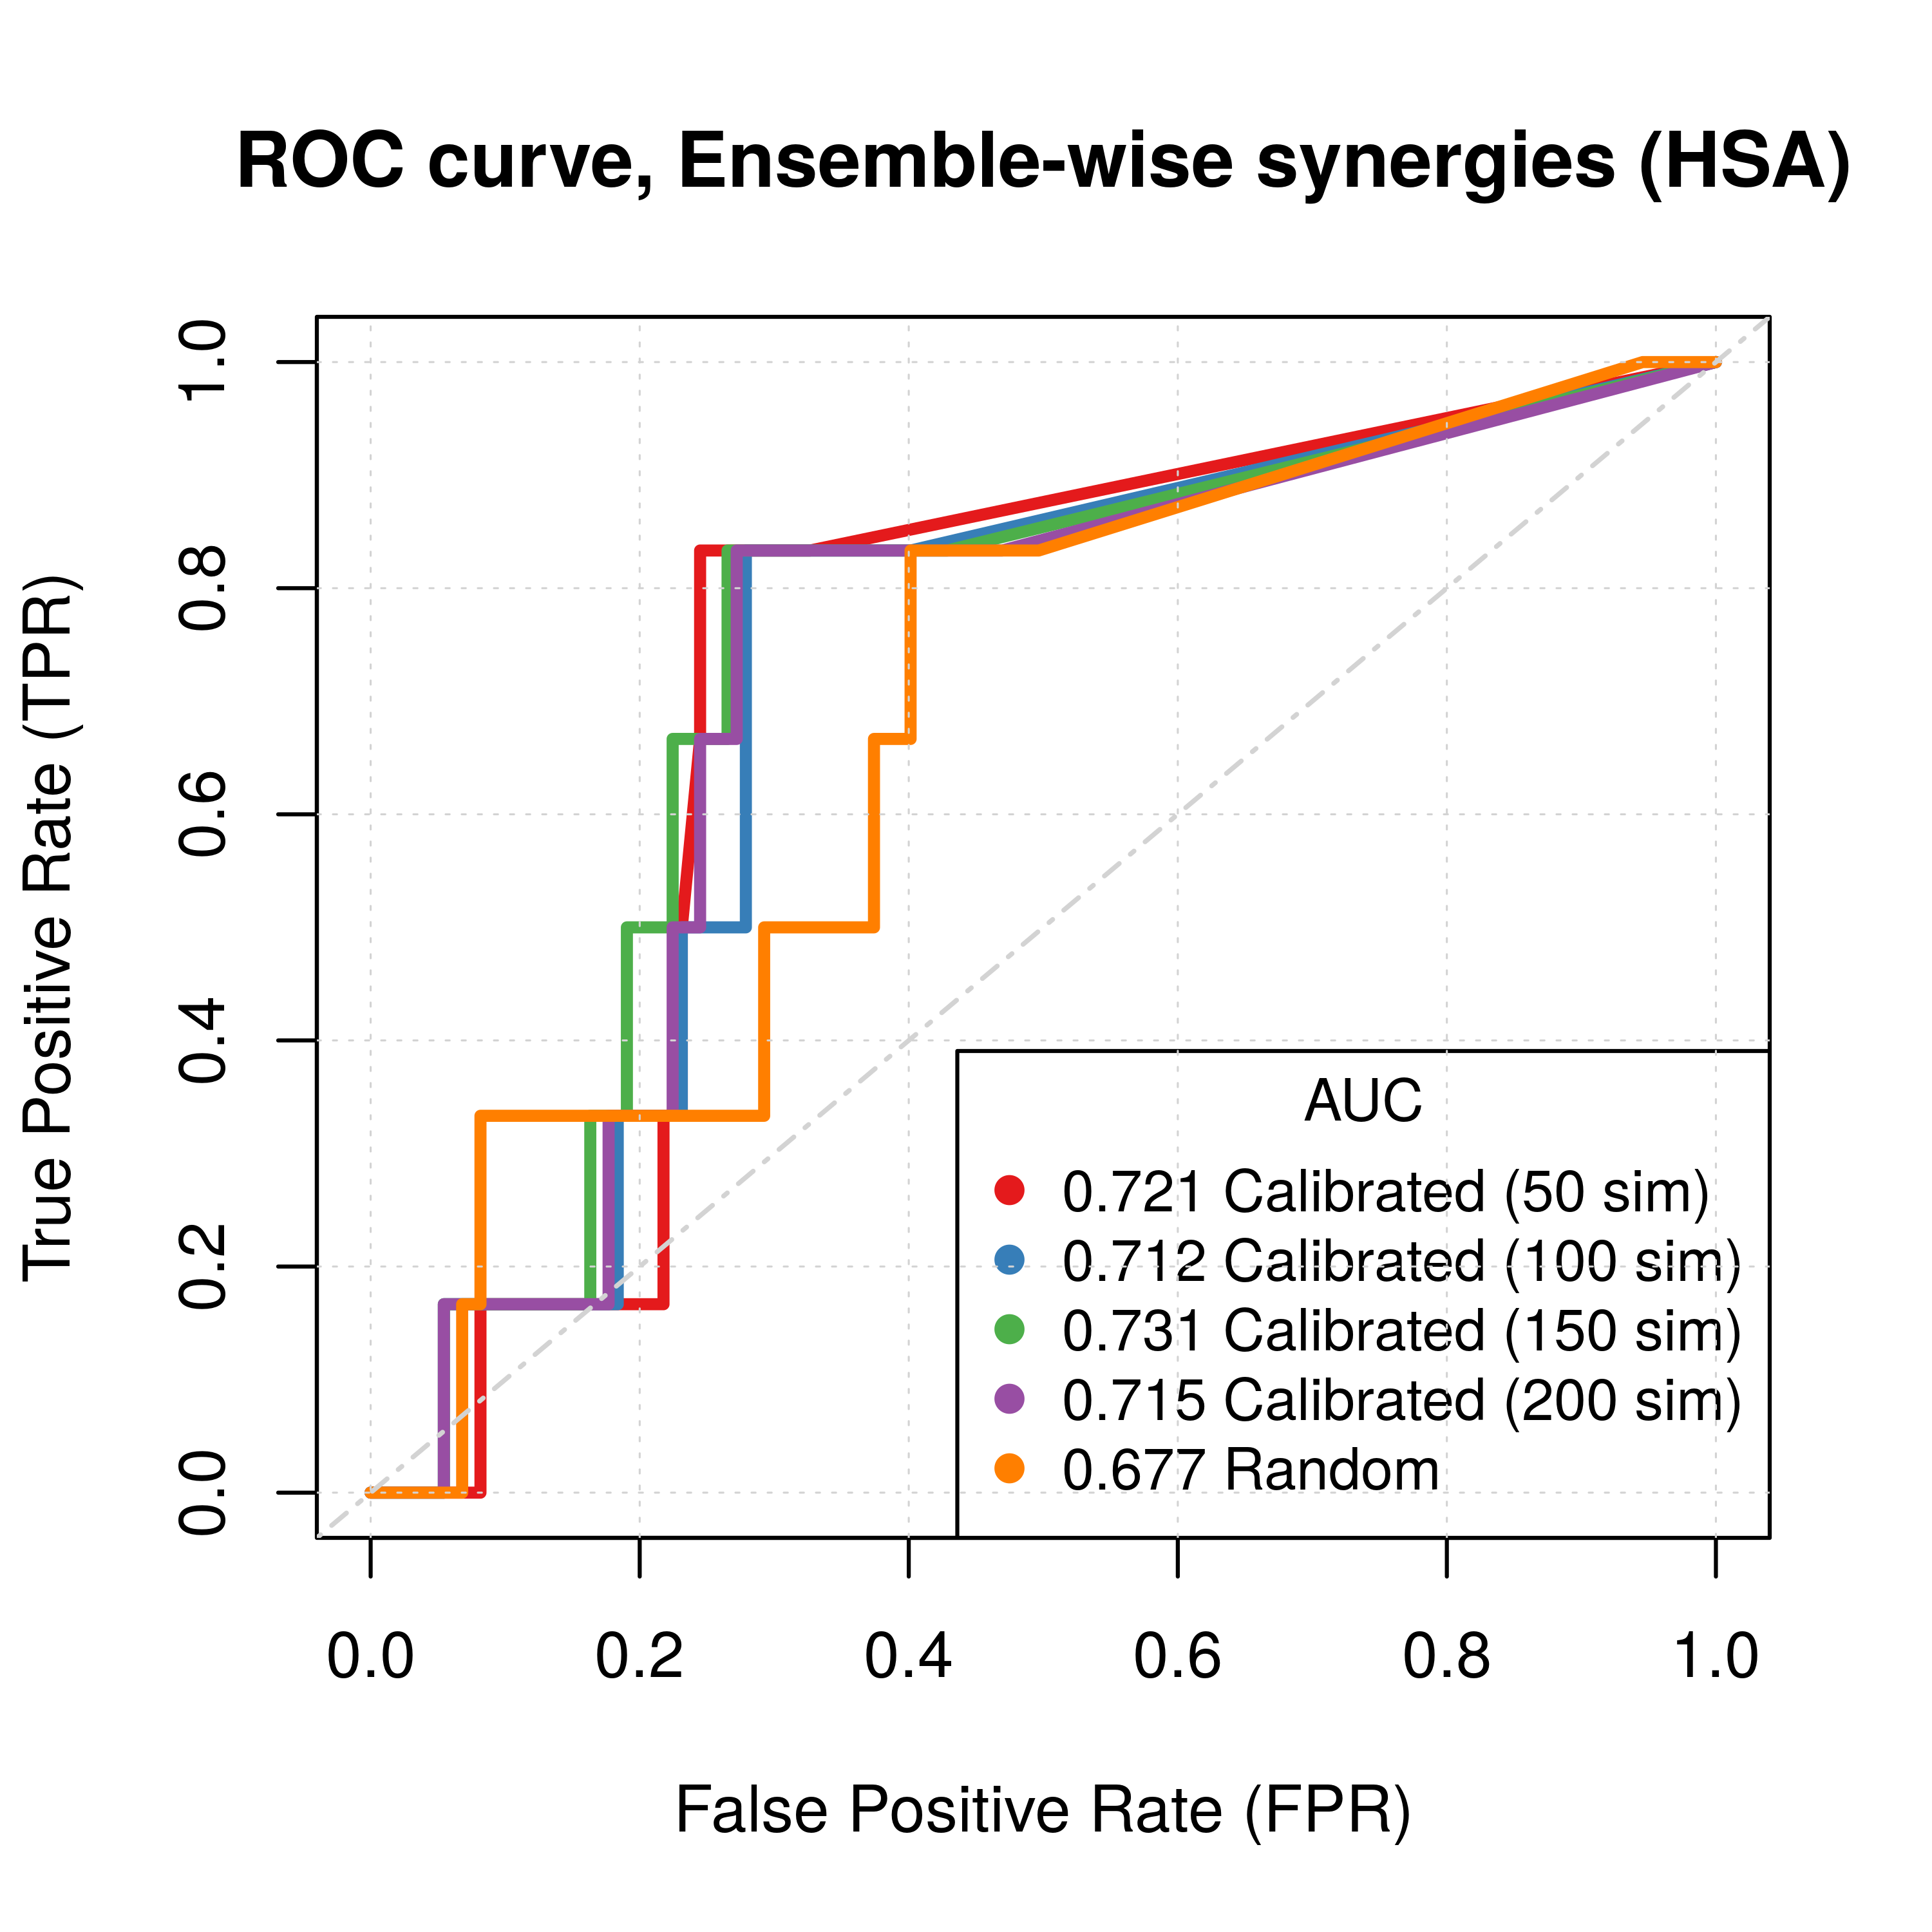 ROC curve, Ensemble-wise synergies (HSA)
True Positive Rate (TPR)
1.0
0.8
0.6
0.4
0.2
0.0
AUC
0.721 Calibrated (50 sim)
0.712 Calibrated (100 sim)
0.731 Calibrated (150 sim)
0.715 Calibrated (200 sim)
0.677 Random
0.0 0.2 0.4 0.6 0.8 1.0
False Positive Rate (FPR)